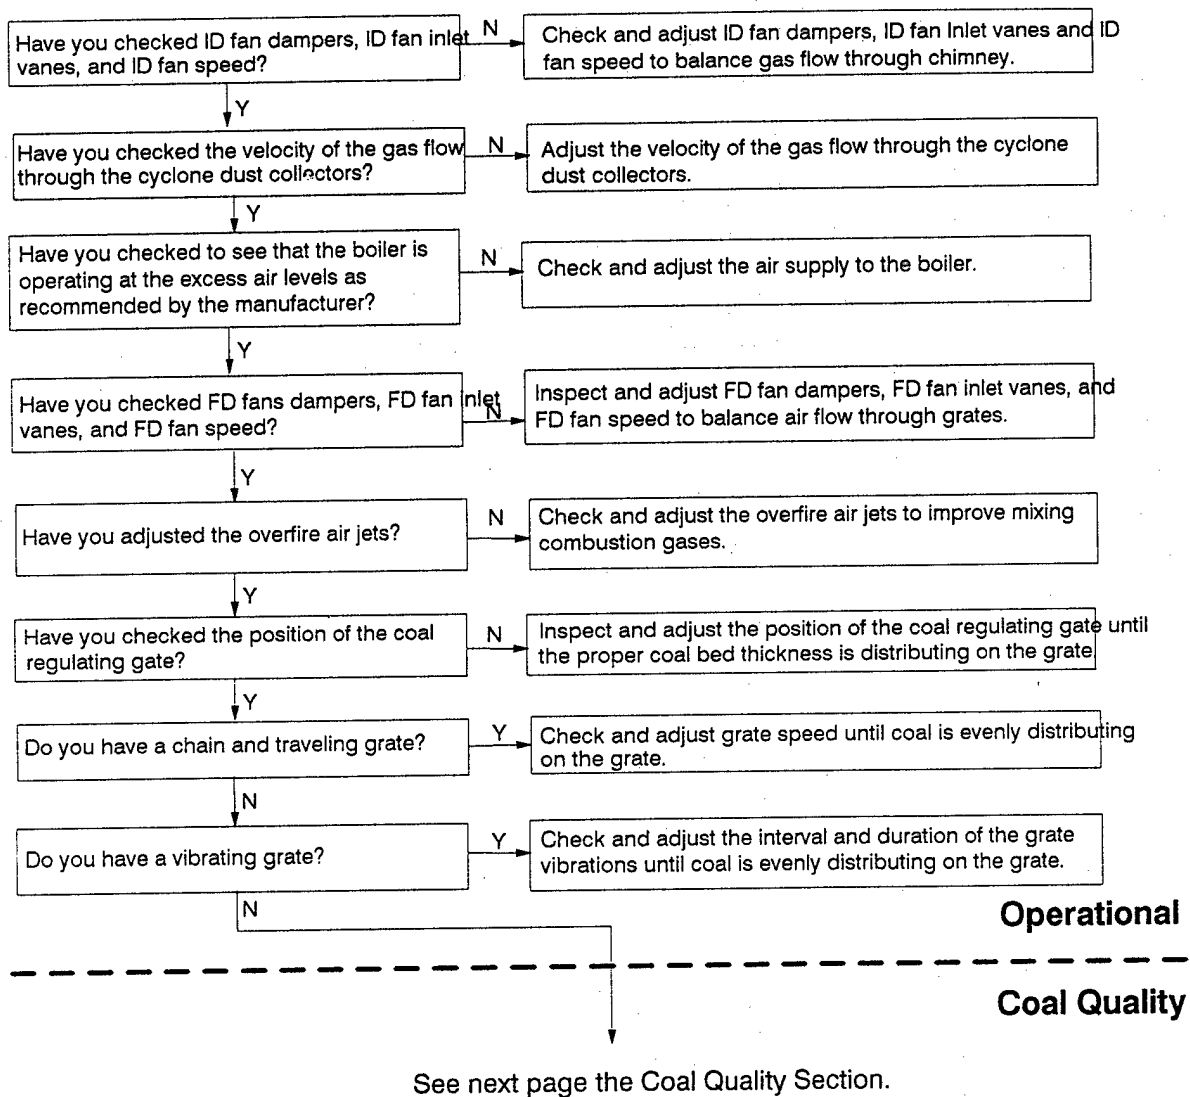 Have you checked ID fan dampers, ID fan inlet
vanes, and ID fan speed?
N
Check and adjust ID fan dampers, ID fan Inlet vanes and ID
fan speed to balance gas flow through chimney.
Y
Have you checked the velocity of the gas flow
through the cyclone dust collectors?
N
Adjust the velocity of the gas flow through the cyclone
dust collectors.
Y
Have you checked to see that the boiler is
operating at the excess air levels as
recommended by the manufacturer?
N
Check and adjust the air supply to the boiler.
Y
Have you checked FD fans dampers, FD fan inlet
vanes, and FD fan speed?
N
Inspect and adjust FD fan dampers, FD fan inlet vanes, and
FD fan speed to balance air flow through grates.
Y
Have you adjusted the overfire air jets?
N
Check and adjust the overfire air jets to improve mixing
combustion gases.
Y
Have you checked the position of the coal
regulating gate?
N
Inspect and adjust the position of the coal regulating gate until
the proper coal bed thickness is distributing on the grate.
Y
Do you have a chain and traveling grate?
Y
Check and adjust grate speed until coal is evenly distributing
on the grate.
N
Do you have a vibrating grate?
Y
Check and adjust the interval and duration of the grate
vibrations until coal is evenly distributing on the grate.
N
Operational
Coal Quality
See next page the Coal Quality Section.